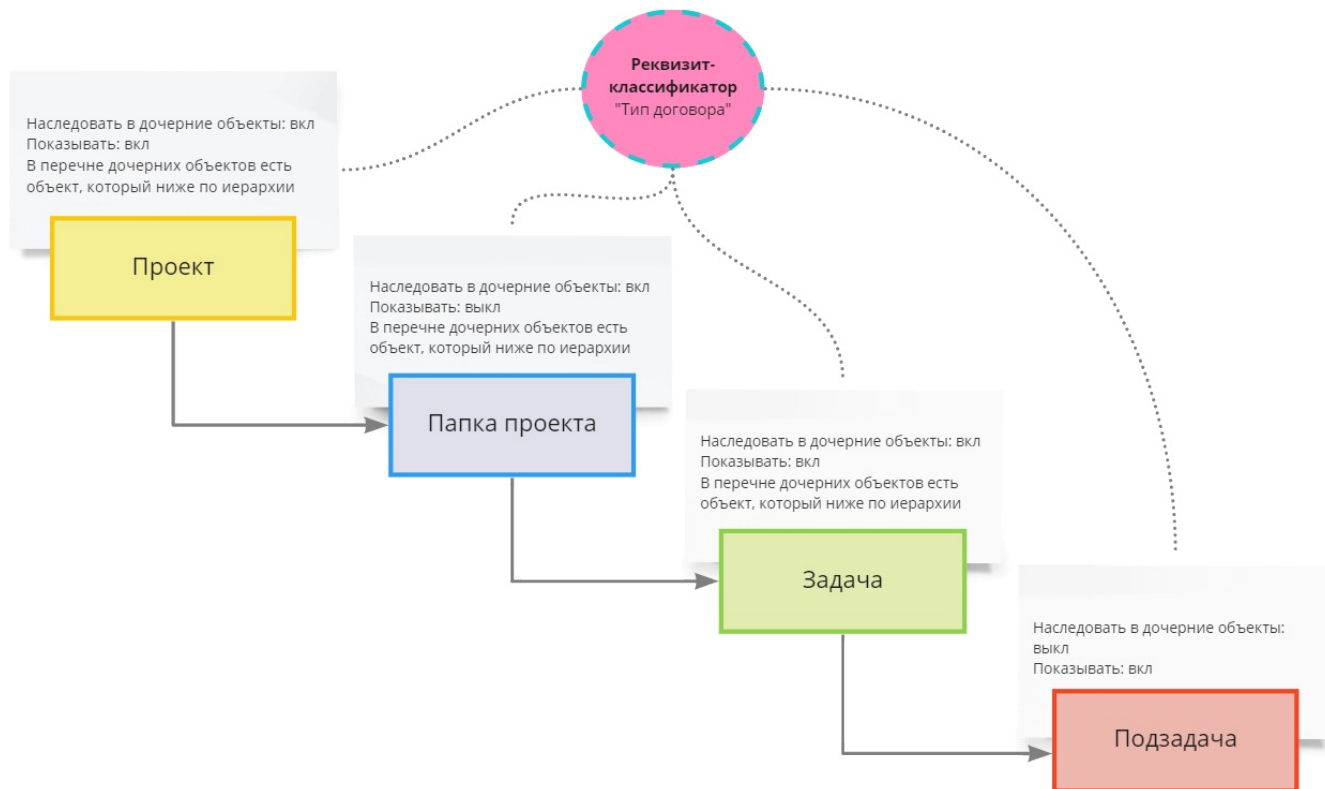 Реквизит-
классификатор
"Тип договора"
Наследовать в дочерние объекты: вкл
Показывать: вкл
В перечне дочерних объектов есть
объект, который ниже по иерархии
Проект
Наследовать в дочерние объекты: вкл
Показывать: выкл
В перечне дочерних объектов есть
объект, который ниже по иерархии
Папка проекта
Наследовать в дочерние объекты: вкл
Показывать: вкл
В перечне дочерних объектов есть
объект, который ниже по иерархии
Задача
Наследовать в дочерние объекты:
выкл
Показывать: вкл
Подзадача